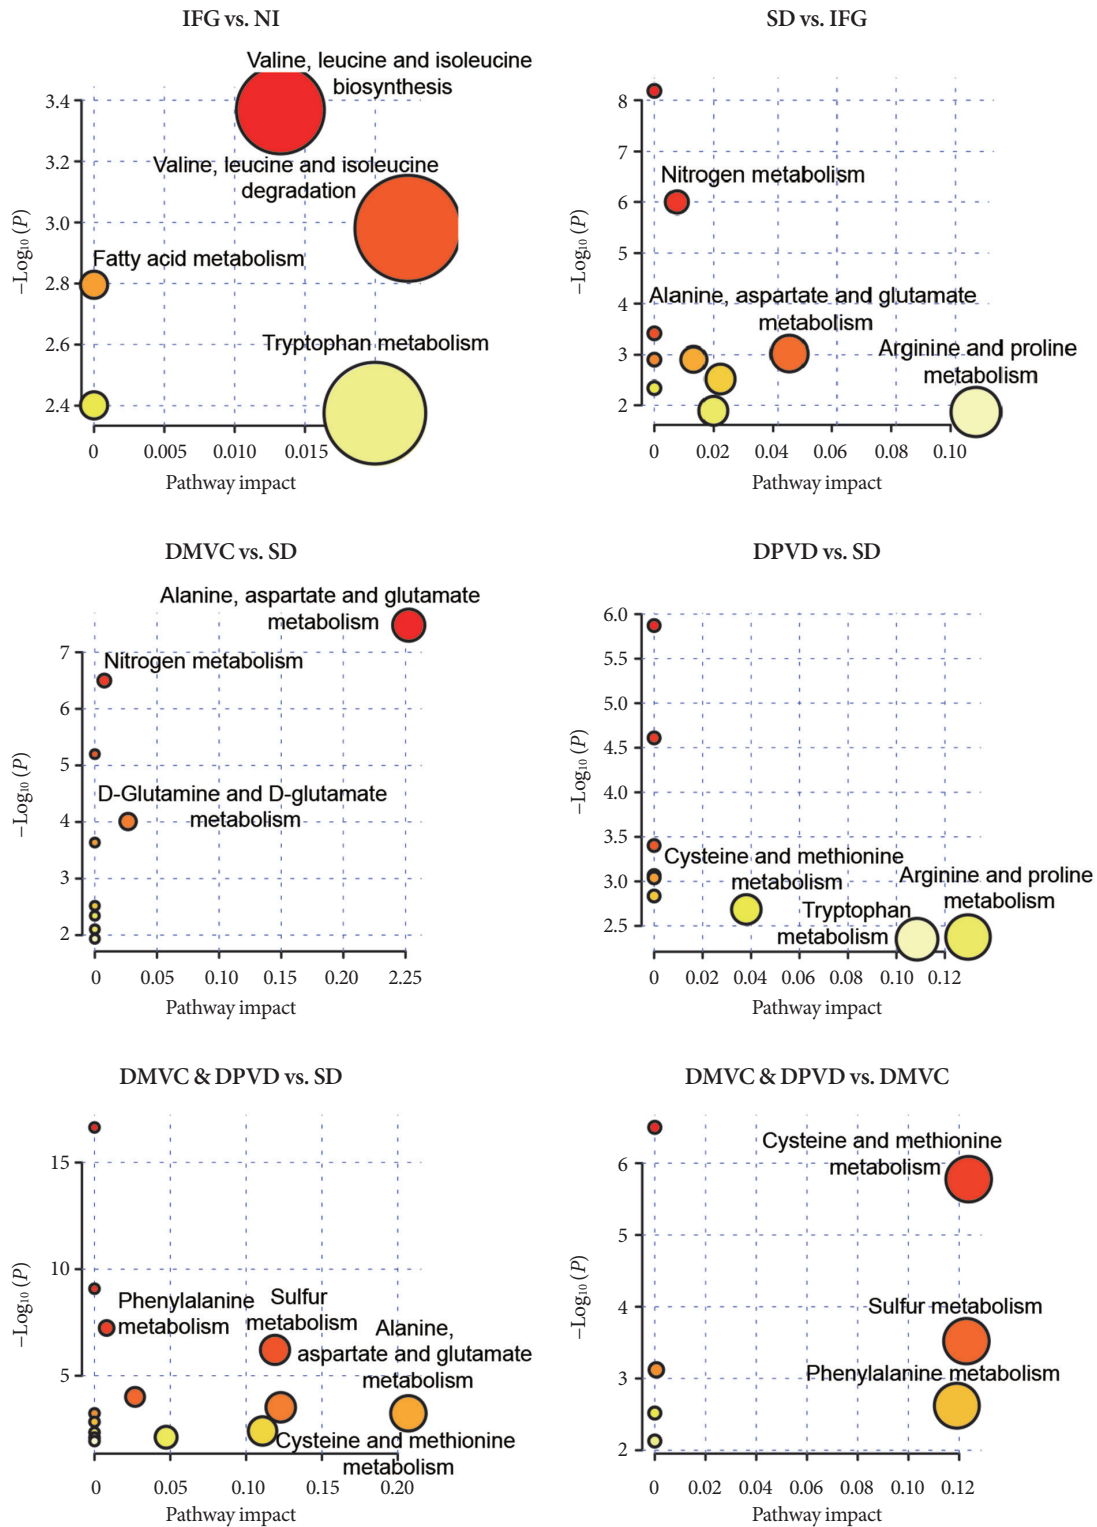 IFG vs. NI
Valine, leucine and isoleucine
biosynthesis
Valine, leucine and isoleucine
degradation
Fatty acid metabolism
Tryptophan metabolism
3.4
3.2
3.0
2.8
2.6
2.4
−Log10 (P)
0 0.005 0.010 0.015
Pathway impact
SD vs. IFG
Nitrogen metabolism
Alanine, aspartate and glutamate
metabolism
Arginine and proline
metabolism
8
7
6
5
4
3
2
−Log10 (P)
0 0.02 0.04 0.06 0.08 0.10
Pathway impact
DMVC vs. SD
Alanine, aspartate and glutamate
metabolism
Nitrogen metabolism
D-Glutamine and D-glutamate
metabolism
7
6
5
4
3
2
−Log10 (P)
0 0.05 0.10 0.15 0.20 2.25
Pathway impact
DPVD vs. SD
Cysteine and methionine
metabolism
Arginine and proline
metabolism
Tryptophan
metabolism
6.0
5.5
5.0
4.5
4.0
3.5
3.0
2.5
−Log10 (P)
0 0.02 0.04 0.06 0.08 0.10 0.12
Pathway impact
DMVC & DPVD vs. SD
Phenylalanine
metabolism
Sulfur
metabolism
Alanine,
aspartate and glutamate
metabolism
Cysteine and methionine
metabolism
15
10
5
−Log10 (P)
0 0.05 0.10 0.15 0.20
Pathway impact
DMVC & DPVD vs. DMVC
Cysteine and methionine
metabolism
Sulfur metabolism
Phenylalanine metabolism
6
5
4
3
2
−Log10 (P)
0 0.02 0.04 0.06 0.08 0.10 0.12
Pathway impact